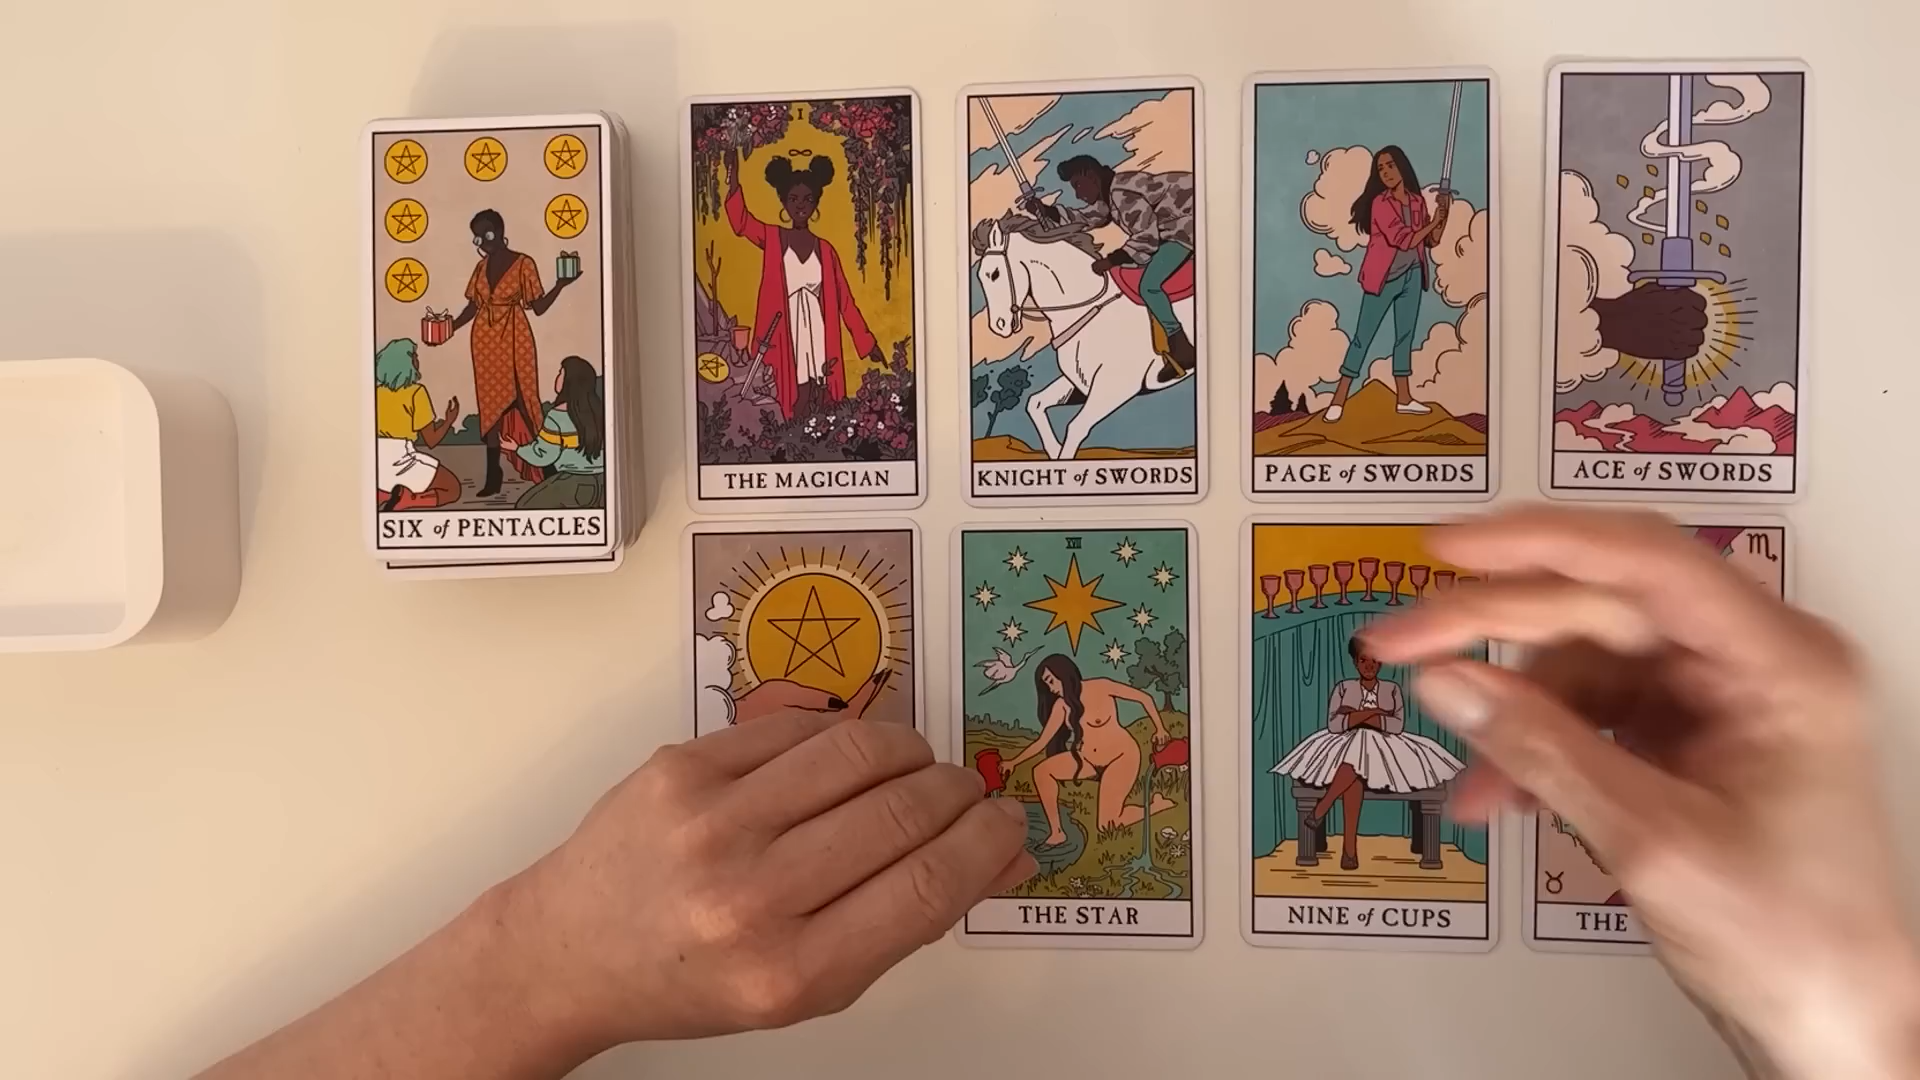 I
THE MAGICIAN
KNIGHT of SWORDS
PAGE of SWORDS
ACE of SWORDS
SIX of PENTACLES
XVII
THE STAR
NINE of CUPS
THE